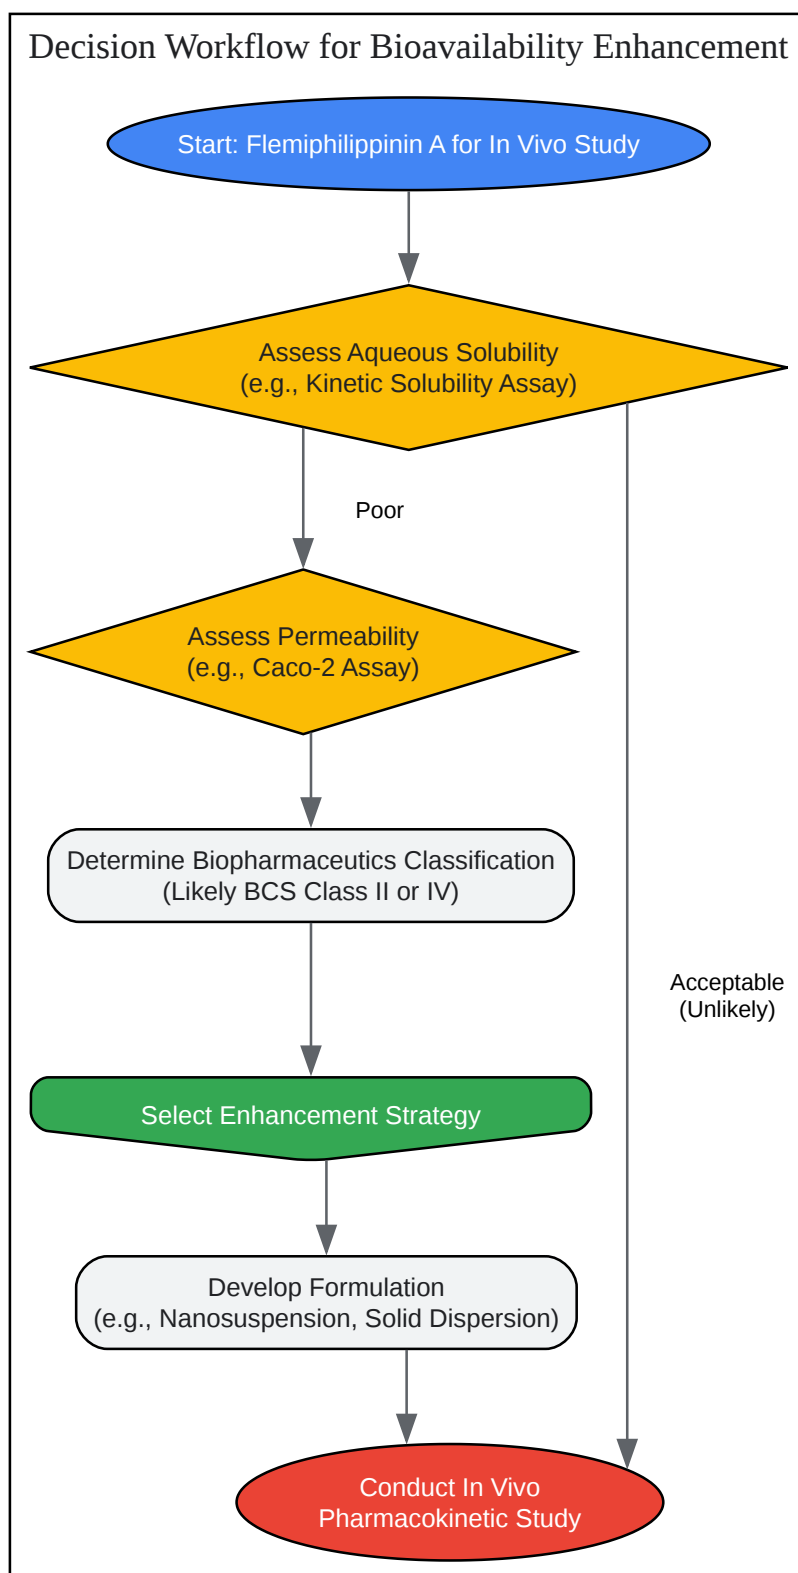 Decision Workflow for Bioavailability Enhancement
Start: Flemiphilippinin A for In Vivo Study
Assess Aqueous Solubility
(e.g., Kinetic Solubility Assay)
Poor
Assess Permeability
(e.g., Caco-2 Assay)
Determine Biopharmaceutics Classification
(Likely BCS Class II or IV)
Acceptable
(Unlikely)
Select Enhancement Strategy
Develop Formulation
(e.g., Nanosuspension, Solid Dispersion)
Conduct In Vivo
Pharmacokinetic Study